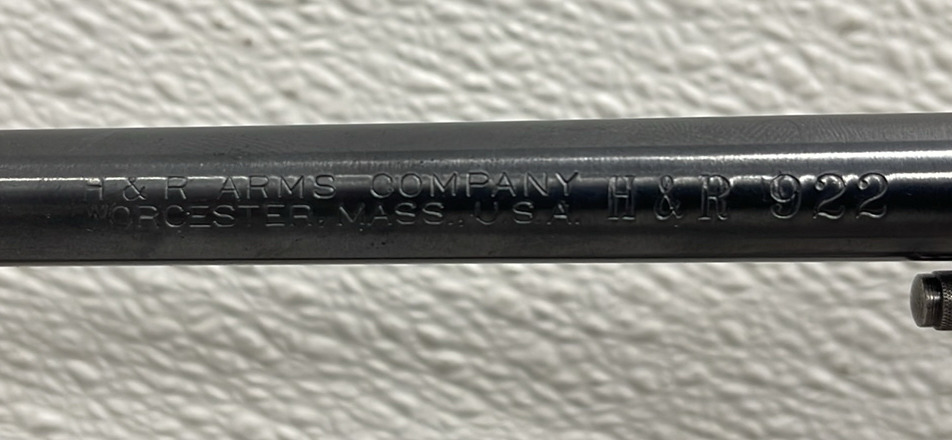 H & R ARMS COMPANY
WORCESTER, MASS. U.S.A.
H & R 922